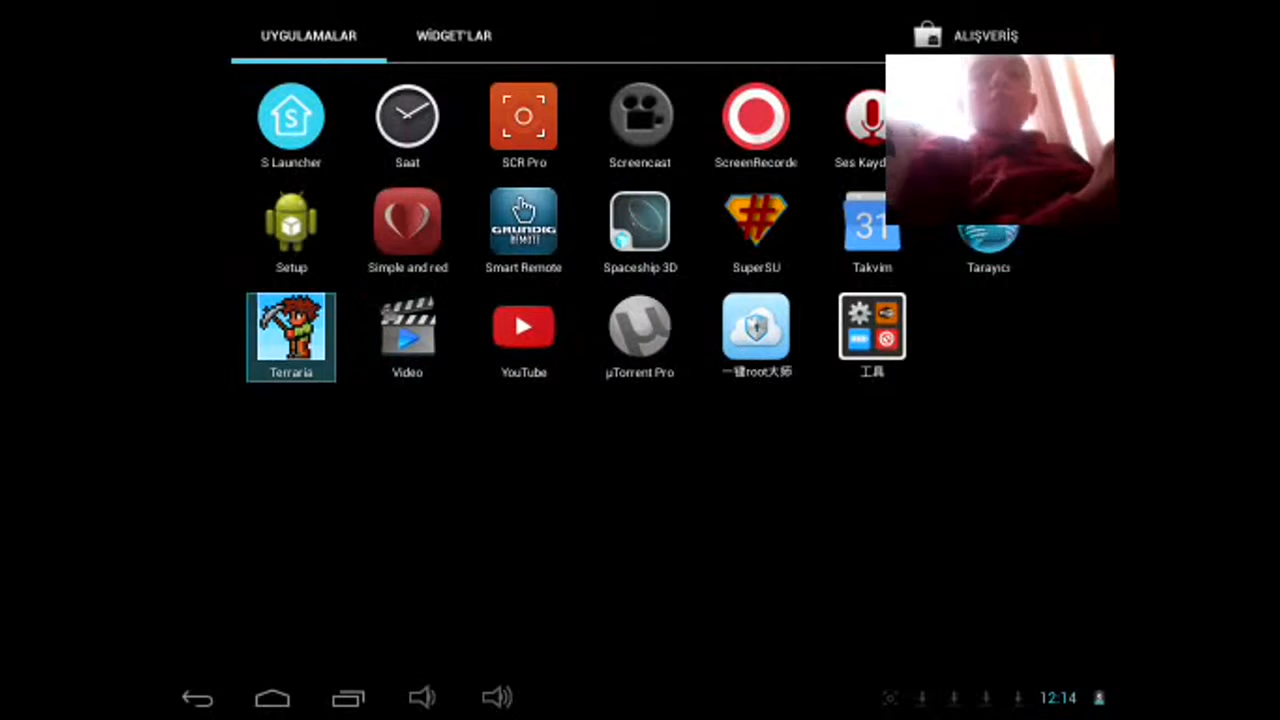 UYGULAMALAR WİDGET'LAR ALIŞVERİŞ
S
S Launcher Saat SCR Pro Screencast ScreenRecorde Ses Kayd
GRUNDIG
REMOTE
#
31
Setup Simple and red Smart Remote Spaceship 3D SuperSU Takvim Tarayıcı
µ
Terraria Video YouTube µTorrent Pro 一键root大师 工具
12:14